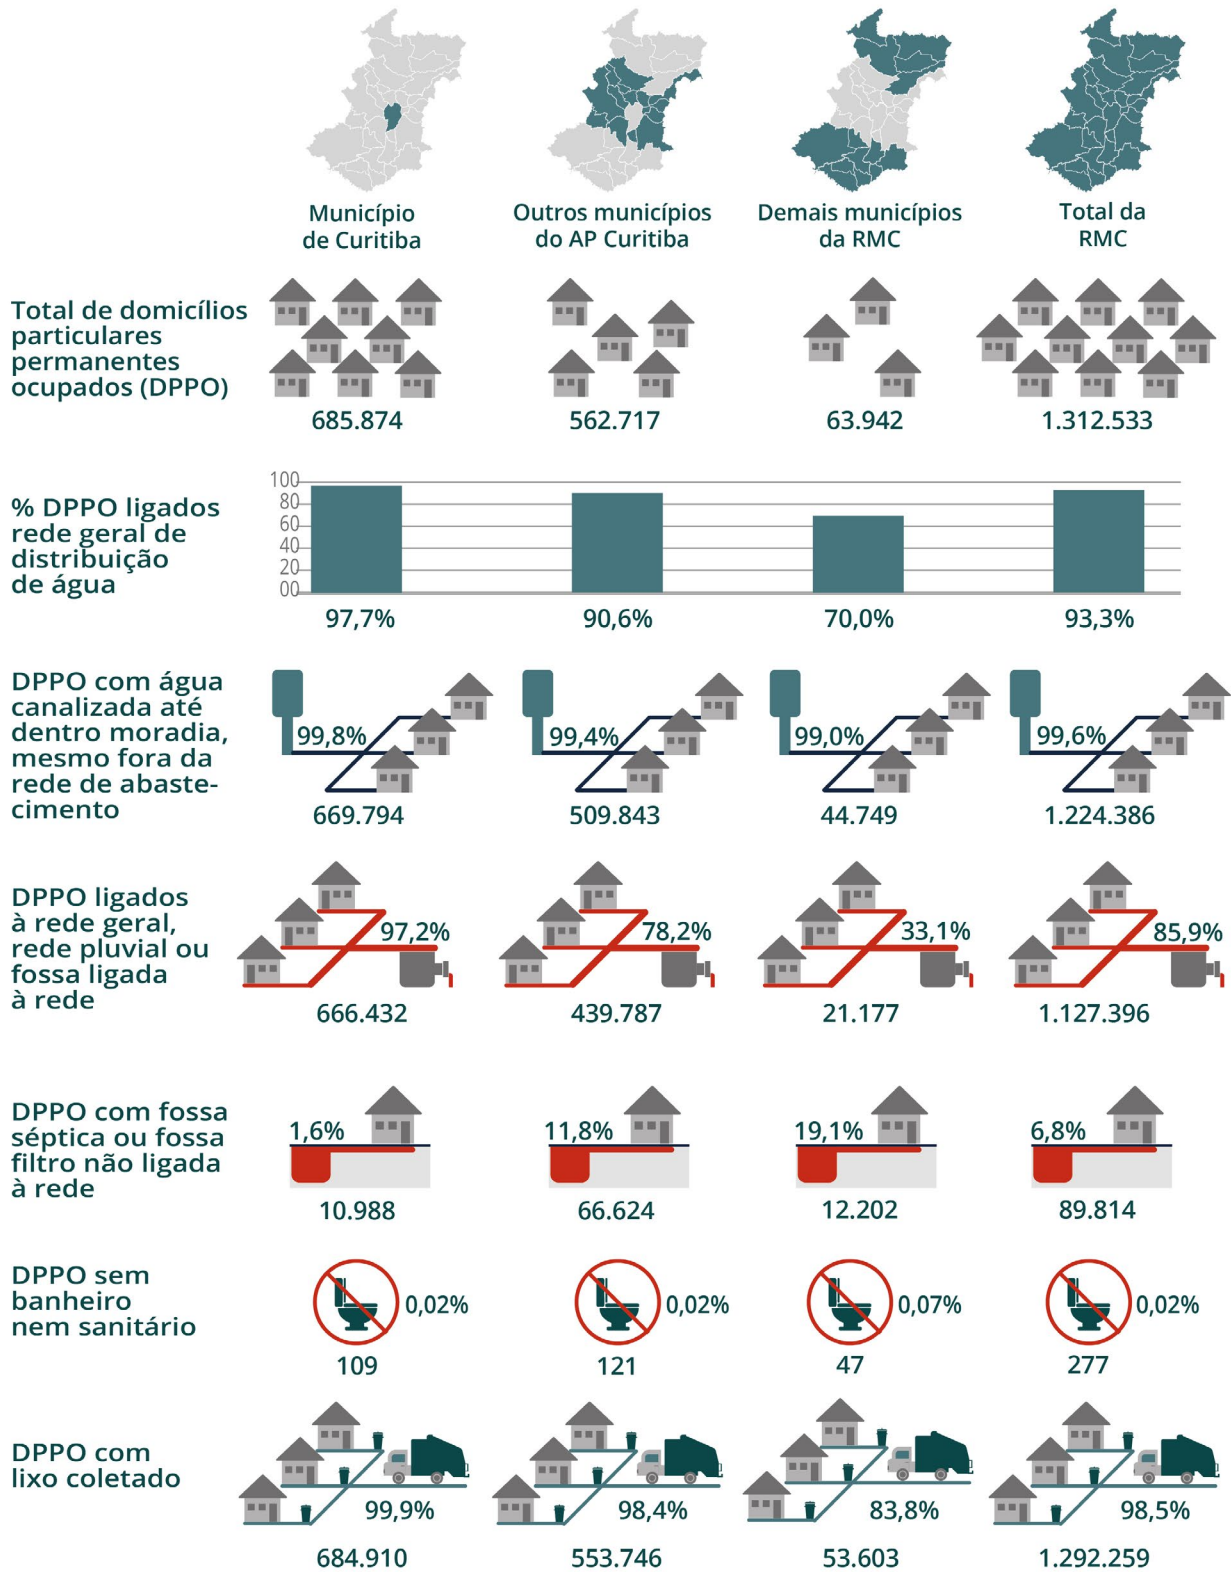 Município
de Curitiba
Outros municípios
do AP Curitiba
Demais municípios
da RMC
Total da
RMC
Total de domicílios
particulares
permanentes
ocupados (DPPO)
685.874
562.717
63.942
1.312.533
% DPPO ligados
rede geral de
distribuição
de água
100
80
60
40
20
00
97,7%
90,6%
70,0%
93,3%
DPPO com água
canalizada até
dentro moradia,
mesmo fora da
rede de abaste-
cimento
99,8%
99,4%
99,0%
99,6%
669.794
509.843
44.749
1.224.386
DPPO ligados
à rede geral,
rede pluvial ou
fossa ligada
à rede
97,2%
78,2%
33,1%
85,9%
666.432
439.787
21.177
1.127.396
DPPO com fossa
séptica ou fossa
filtro não ligada
à rede
1,6%
11,8%
19,1%
6,8%
10.988
66.624
12.202
89.814
DPPO sem
banheiro
nem sanitário
0,02%
0,02%
0,07%
0,02%
109
121
47
277
DPPO com
lixo coletado
99,9%
98,4%
83,8%
98,5%
684.910
553.746
53.603
1.292.259